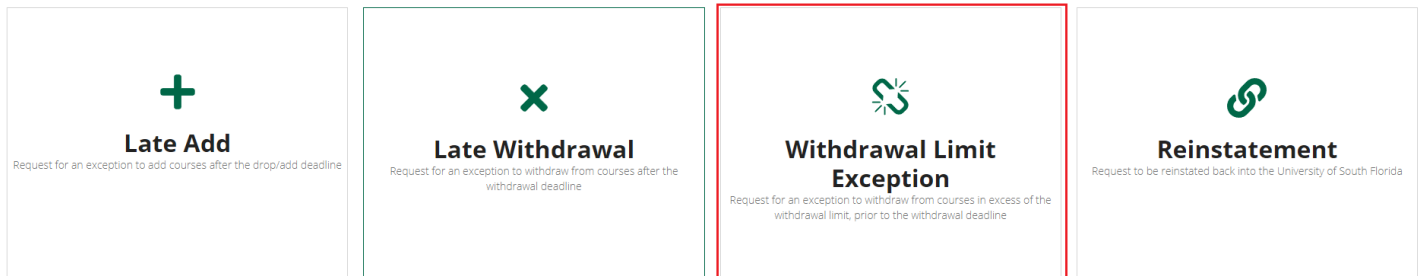 Late Add
Request for an exception to add courses after the drop/add deadline
Late Withdrawal
Request for an exception to withdraw from courses after the
withdrawal deadline
Withdrawal Limit
Exception
Request for an exception to withdraw from courses in excess of the
withdrawal limit, prior to the withdrawal deadline
Reinstatement
Request to be reinstated back into the University of South Florida